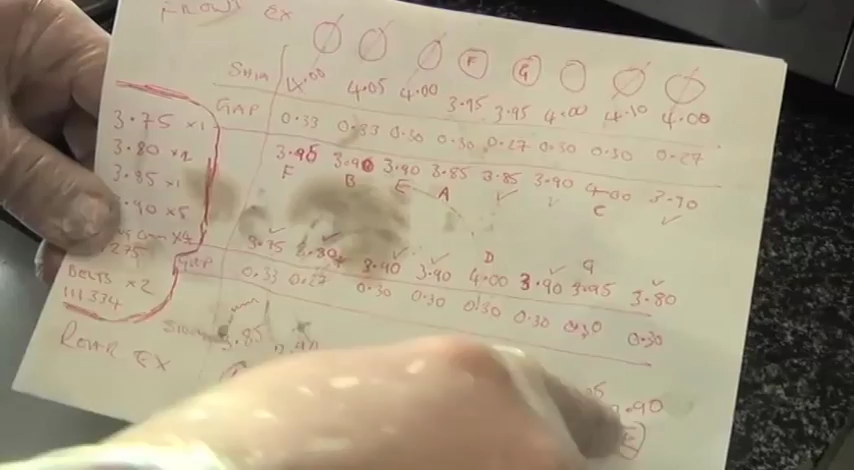 FRONT EX
F G
SHIM 4.00 4.05 4.00 3.95 3.95 4.00 4.10 4.00
GAP 0.33 0.33 0.30 0.30 0.27 0.30 0.30 0.27
3.95 3.90 3.90 3.85 3.85 3.90 4.00 3.90
F B E A C
3.75 x1
3.80 x2
3.85 x1
3.90 x5
D G
3.75 3.80 3.90 3.90 4.00 3.90 3.95 3.80
GAP 0.33 0.27 0.30 0.30 0.30 0.30 0.30 0.30
275
BELTS x2
111334
3.85
REAR EX
.90
E